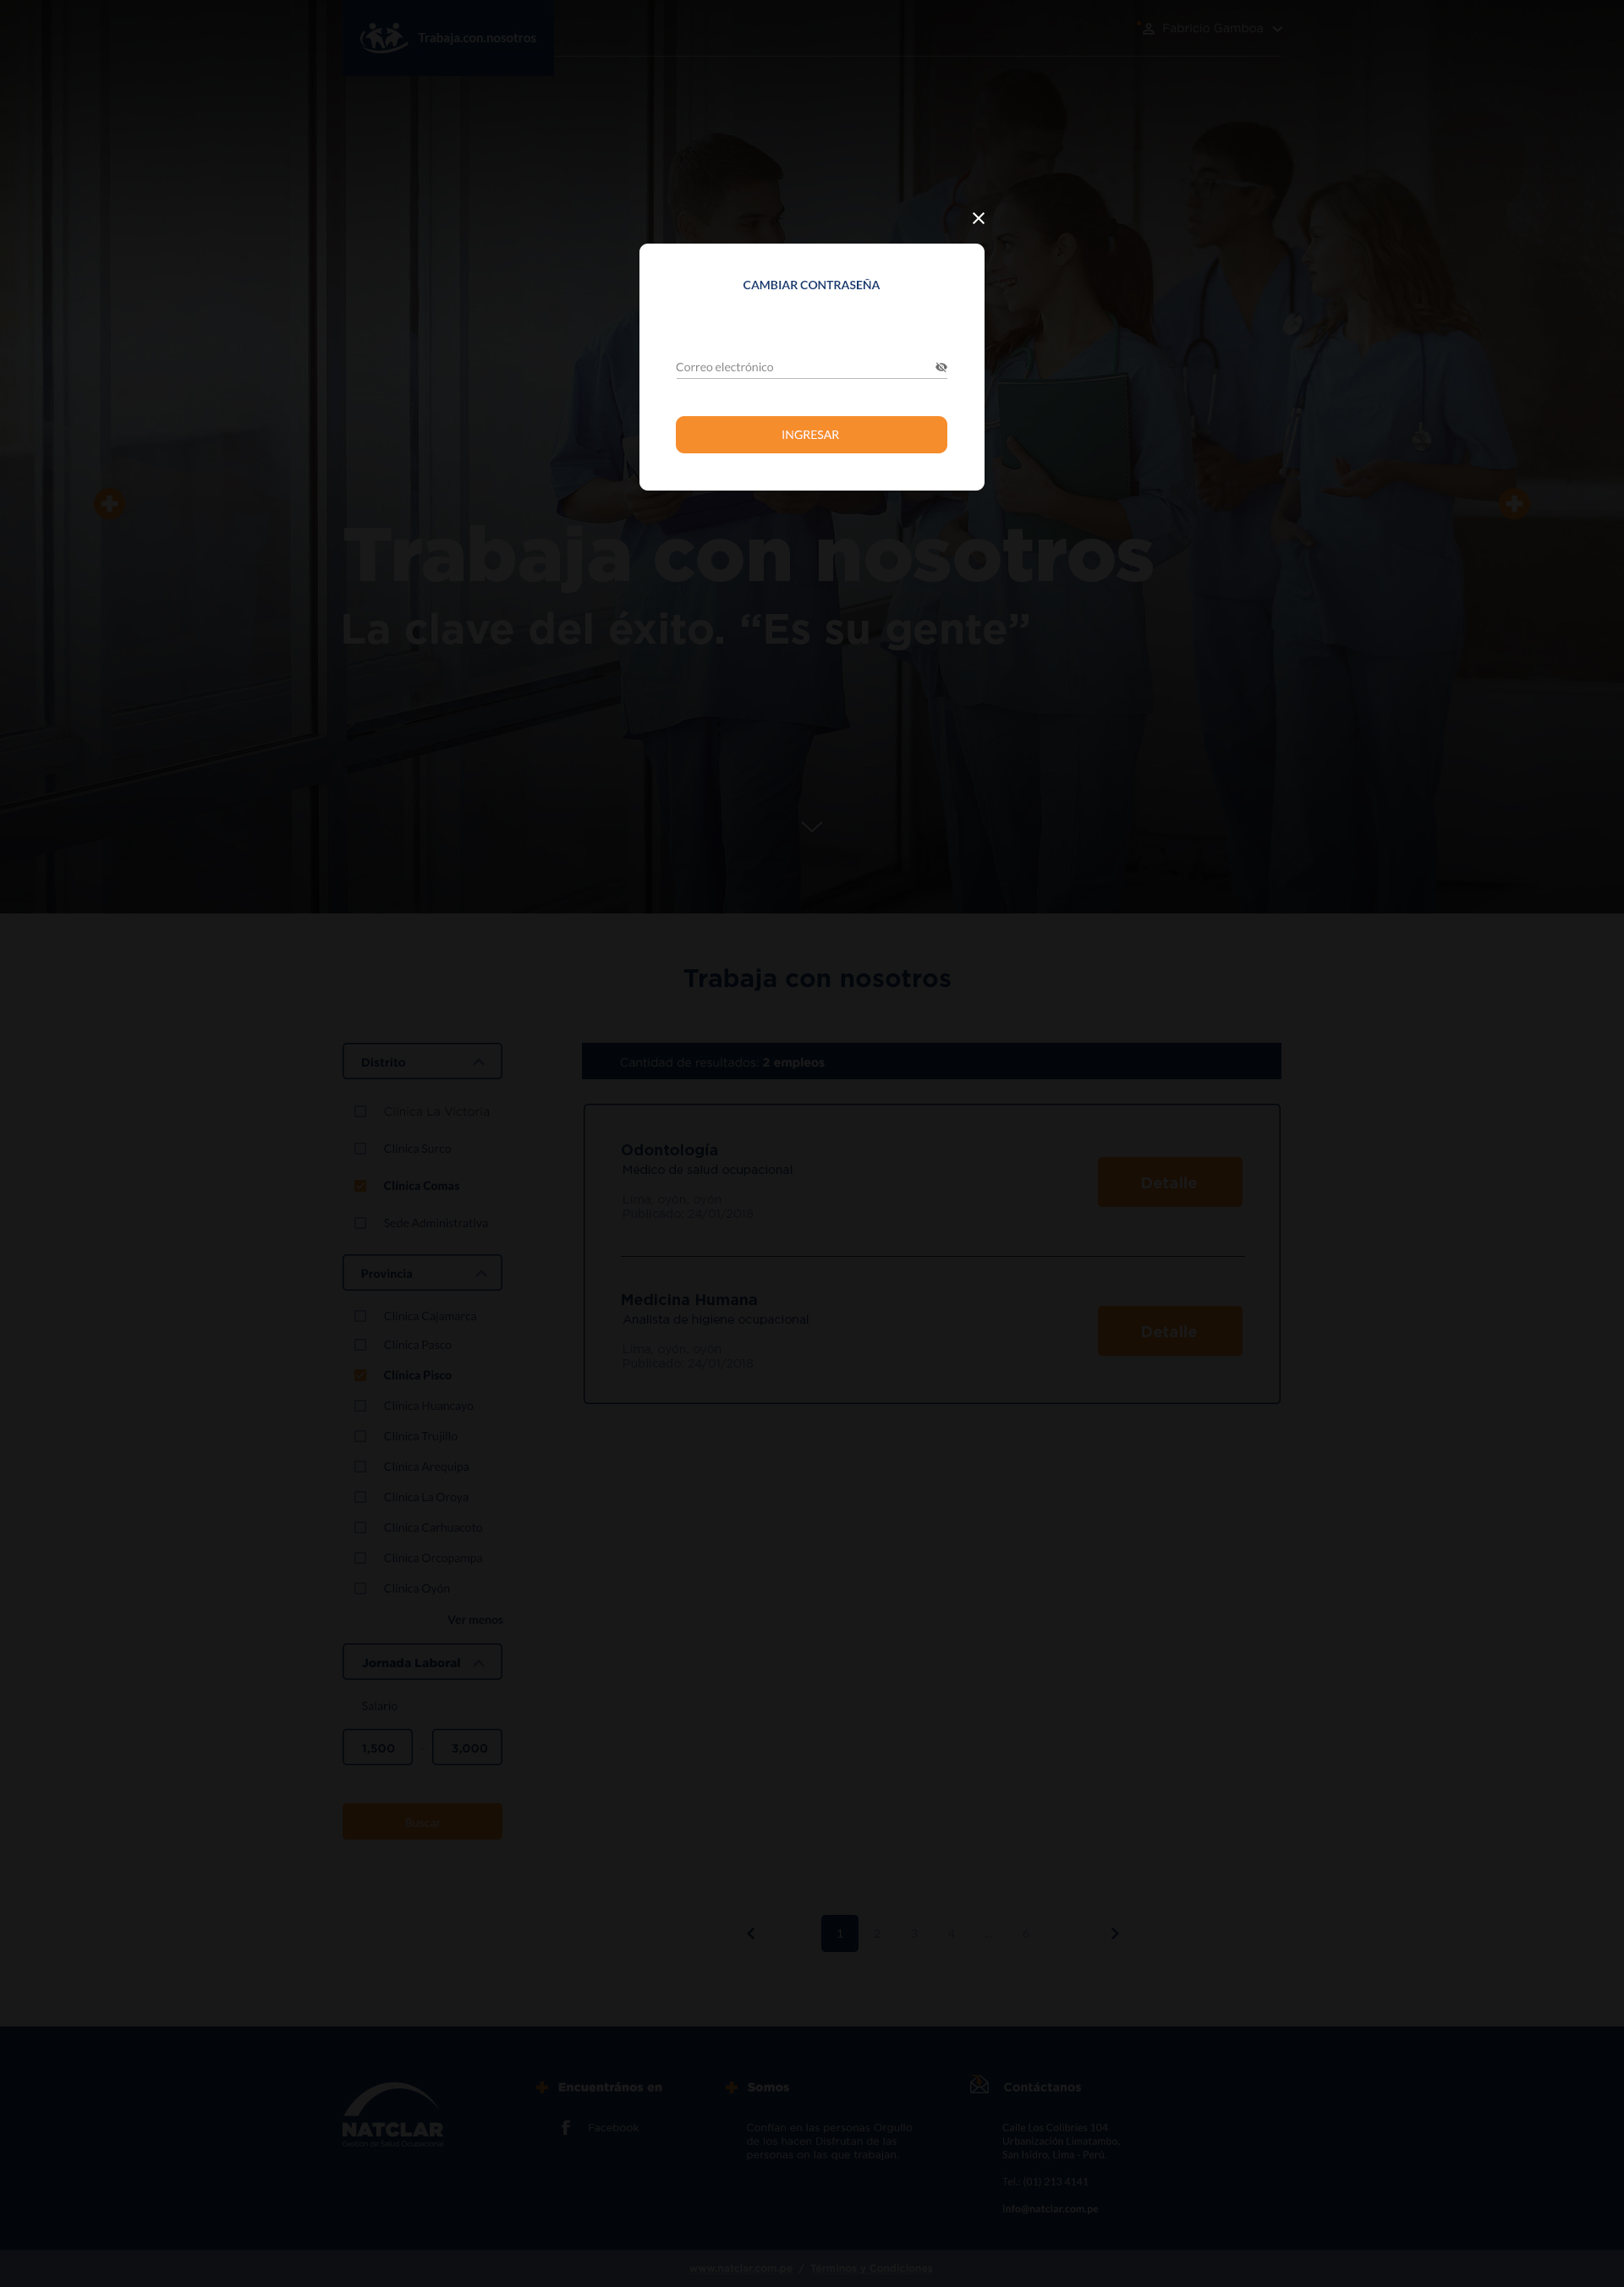 Trabaja.con.nosotros
Fabricio Gamboa
CAMBIAR CONTRASEÑA
Correo electrónico
INGRESAR
Trabaja con nosotros
La clave del éxito. “Es su gente”
Trabaja con nosotros
Distrito
Clínica La Victoria
Clínica Surco
Clínica Comas
Sede Administrativa
Provincia
Clínica Cajamarca
Clínica Pasco
Clínica Pisco
Clínica Huancayo
Clínica Trujillo
Clínica Arequipa
Clínica La Oroya
Clínica Carhuacoto
Clínica Orcopampa
Clínica Oyón
Ver menos
Jornada Laboral
Salario
1,500 3,000
Buscar
Cantidad de resultados: 2 empleos
Odontología
Médico de salud ocupacional
Lima, oyón, oyón
Publicado: 24/01/2018
Detalle
Medicina Humana
Analista de higiene ocupacional
Lima, oyón, oyón
Publicado: 24/01/2018
Detalle
1 2 3 4 ... 6
NATCLAR
Gestión de Salud Ocupacional
Encuentrános en
Facebook
Somos
Confían en las personas Orgullo
de los hacen Disfrutan de las
personas on las que trabajan
Contáctanos
Calle Los Colibríes 104
Urbanización Limatambo,
San Isidro, Lima - Perú.
Tel.: (01) 213 4141
info@natclar.com.pe
www.natclar.com.pe / Términos y Condiciones